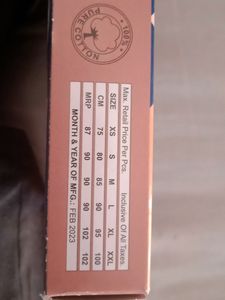 100%
PURE COTTON
Max. Retail Price Per Pcs. Inclusive Of All Taxes
SIZE XS S M L XL XXL
CM 75 80 85 90 95 100
MRP 87 90 90 90 102 102
MONTH & YEAR OF MFG.: FEB 2023